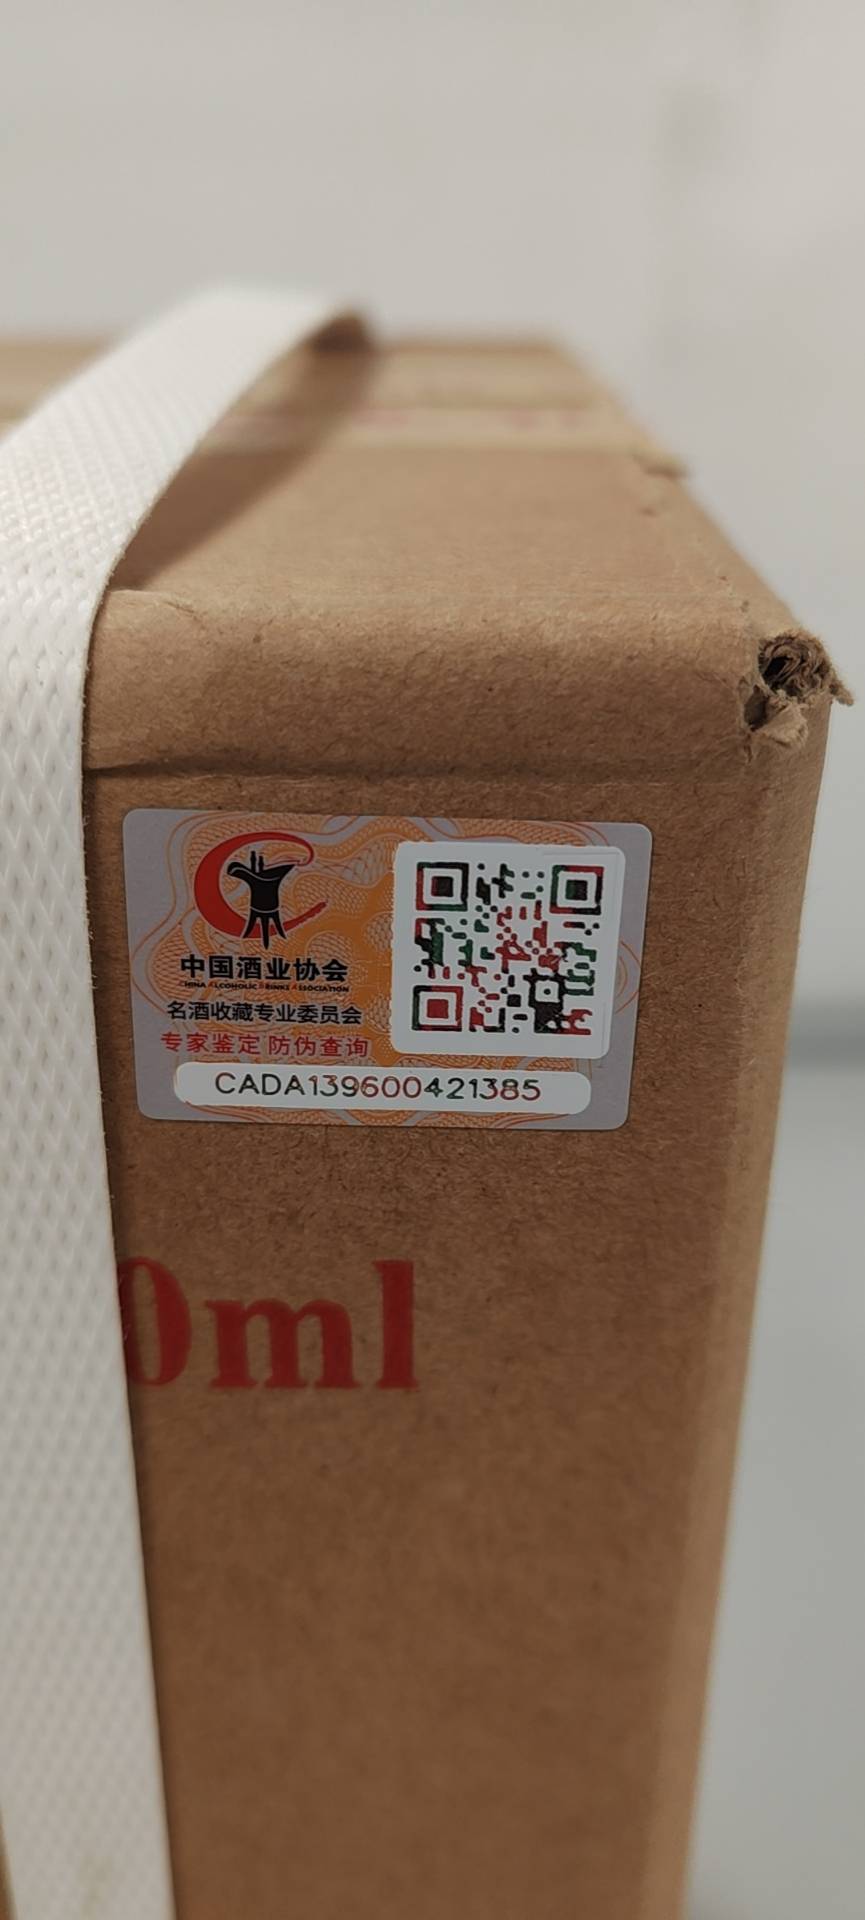 中国酒业协会
CHINA ALCOHOLIC DRINKS ASSOCIATION
名酒收藏专业委员会
专家鉴定 防伪查询
CADA139600421385
0ml